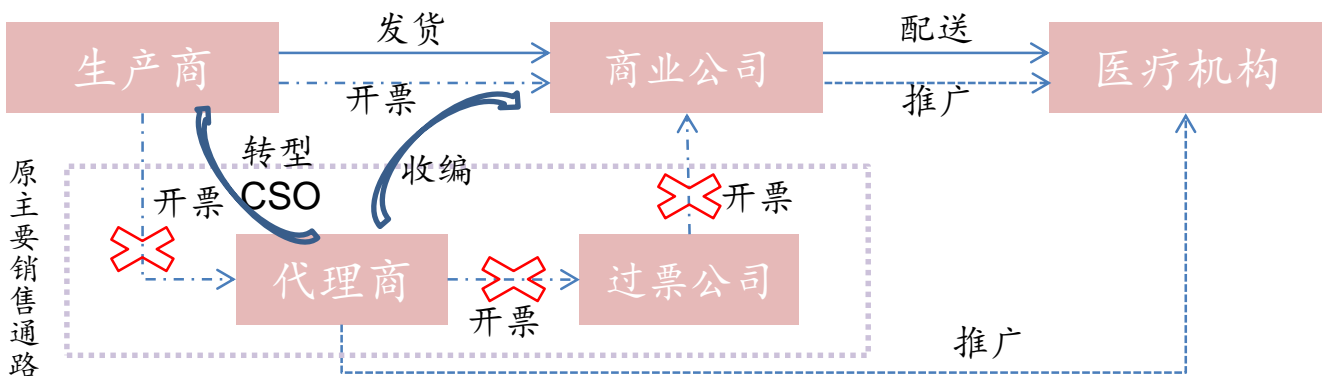 发货
配送
生产商
商业公司
医疗机构
开票
推广
转型
CSO
收编
原主要销售通路
开票
开票
代理商
过票公司
开票
推广